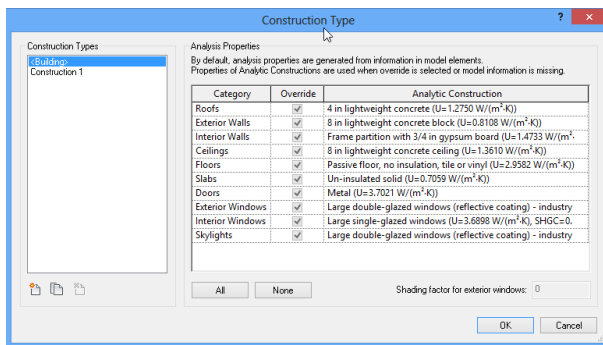 Construction Type
Construction Types
<Building>
Construction 1
Analysis Properties
By default, analysis properties are generated from information in model elements.
Properties of Analytic Constructions are used when override is selected or model information is missing.
Category Override Analytic Construction
Roofs 4 in lightweight concrete (U=1.2750 W/(m²·K))
Exterior Walls 8 in lightweight concrete block (U=0.8108 W/(m²·K))
Interior Walls Frame partition with 3/4 in gypsum board (U=1.4733 W/(m²·
Ceilings 8 in lightweight concrete ceiling (U=1.3610 W/(m²·K))
Floors Passive floor, no insulation, tile or vinyl (U=2.9582 W/(m²·K))
Slabs Un-insulated solid (U=0.7059 W/(m²·K))
Doors Metal (U=3.7021 W/(m²·K))
Exterior Windows Large double-glazed windows (reflective coating) - industry
Interior Windows Large single-glazed windows (U=3.6898 W/(m²·K), SHGC=0.
Skylights Large double-glazed windows (reflective coating) - industry
All None Shading factor for exterior windows: 0
OK Cancel